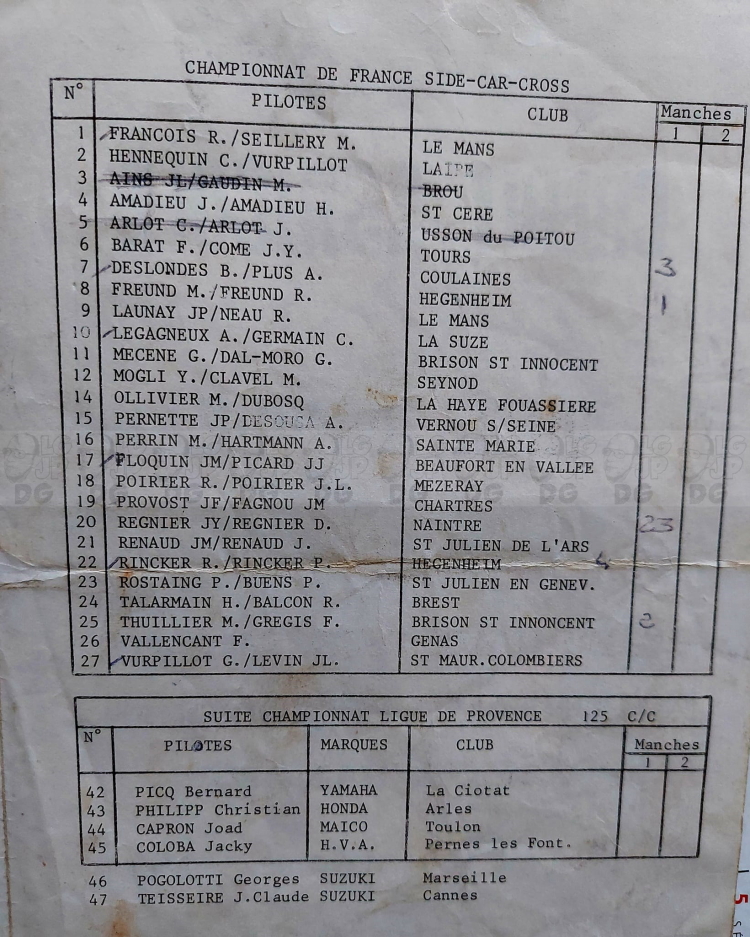 CHAMPIONNAT DE FRANCE SIDE-CAR-CROSS
N° PILOTES CLUB Manches
1 2
1 FRANCOIS R./SEILLERY M. LE MANS
2 HENNEQUIN C./VURPILLOT LAIRE
3 AINS JL/GAUDIN M. BROU
4 AMADIEU J./AMADIEU H. ST CERE
5 ARLOT C./ARLOT J. USSON du POITOU
6 BARAT F./COME J.Y. TOURS
7 DESLONDES B./PLUS A. COULAINES 3
8 FREUND M./FREUND R. HEGENHEIM 1
9 LAUNAY JP/NEAU R. LE MANS
10 LEGAGNEUX A./GERMAIN C. LA SUZE
11 MECENE G./DAL-MORO G. BRISON ST INNOCENT
12 MOGLI Y./CLAVEL M. SEYNOD
14 OLLIVIER M./DUBOSQ LA HAYE FOUASSIERE
15 PERNETTE JP/DESOUSA A. VERNOU S/SEINE
16 PERRIN M./HARTMANN A. SAINTE MARIE
17 PLOQUIN JM/PICARD JJ BEAUFORT EN VALLEE
18 POIRIER R./POIRIER J.L. MEZERAY
19 PROVOST JF/FAGNOU JM CHARTRES
20 REGNIER JY/REGNIER D. NAINTRE 23
21 RENAUD JM/RENAUD J. ST JULIEN DE L'ARS
22 RINCKER R./RINCKER P. HEGENHEIM 4
23 ROSTAING P./BUENS P. ST JULIEN EN GENEV.
24 TALARMAIN H./BALCON R. BREST
25 THUILLIER M./GREGIS F. BRISON ST INNONCENT 2
26 VALLENCANT F. GENAS
27 VURPILLOT G./LEVIN JL. ST MAUR.COLOMBIERS
SUITE CHAMPIONNAT LIGUE DE PROVENCE 125 C/C
N° PILOTES MARQUES CLUB Manches
1 2
42 PICQ Bernard YAMAHA La Ciotat
43 PHILIPP Christian HONDA Arles
44 CAPRON Joad MAICO Toulon
45 COLOBA Jacky H.V.A. Pernes les Font.
46 POGOLOTTI Georges SUZUKI Marseille
47 TEISSEIRE J.Claude SUZUKI Cannes
5